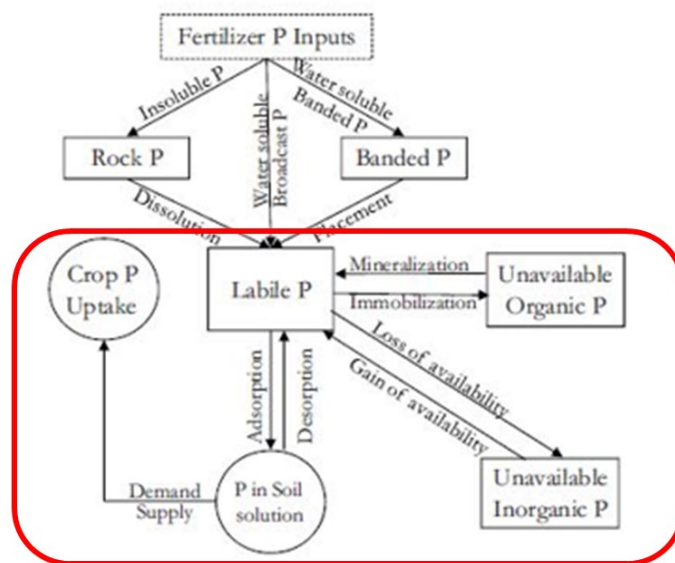 Fertilizer P Inputs
Insoluble P
Water soluble
Broadcast P
Water soluble
Banded P
Rock P
Banded P
Dissolution
Placement
Crop P
Uptake
Labile P
Mineralization
Immobilization
Unavailable
Organic P
Loss of availability
Gain of availability
Adsorption
Desorption
Demand
Supply
P in Soil
solution
Unavailable
Inorganic P